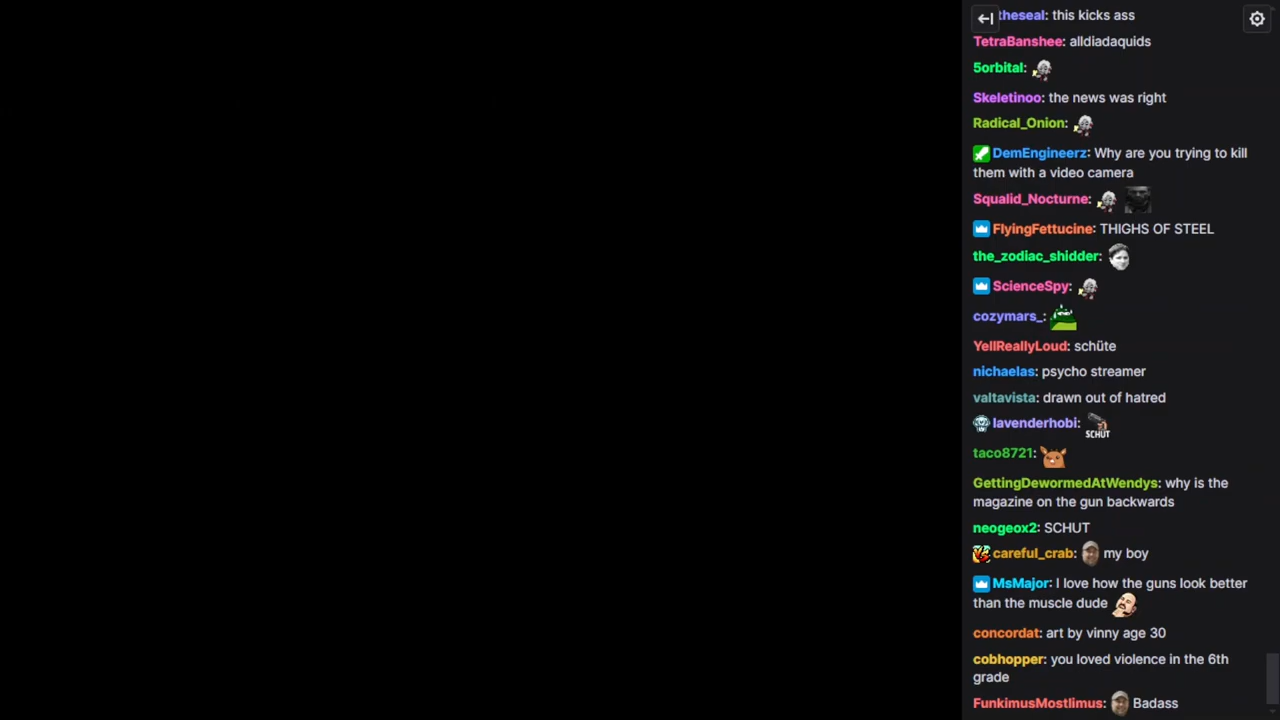 theseal: this kicks ass
TetraBanshee: alldiadaquids
5orbital:
Skeletinoo: the news was right
Radical_Onion:
DemEngineerz: Why are you trying to kill
them with a video camera
Squalid_Nocturne:
FlyingFettucine: THIGHS OF STEEL
the_zodiac_shidder:
ScienceSpy:
cozymars_:
YellReallyLoud: schüte
nichaelas: psycho streamer
valtavista: drawn out of hatred
lavenderhobi: SCHUT
taco8721:
GettingDewormedAtWendys: why is the
magazine on the gun backwards
neogeox2: SCHUT
careful_crab: my boy
MsMajor: I love how the guns look better
than the muscle dude
concordat: art by vinny age 30
cobhopper: you loved violence in the 6th
grade
FunkimusMostlimus: Badass